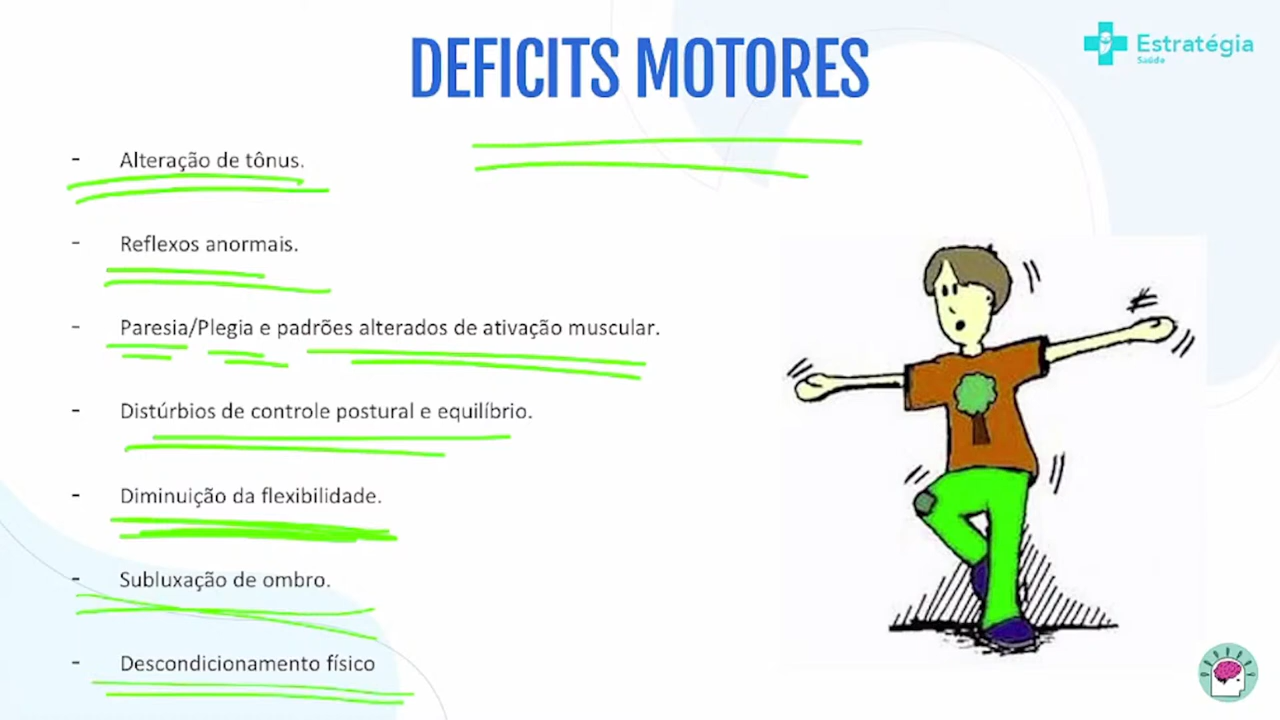 DEFICITS MOTORES
Estratégia
Saúde
- Alteração de tônus.
- Reflexos anormais.
- Paresia/Plegia e padrões alterados de ativação muscular.
- Distúrbios de controle postural e equilíbrio.
- Diminuição da flexibilidade.
- Subluxação de ombro.
- Descondicionamento físico